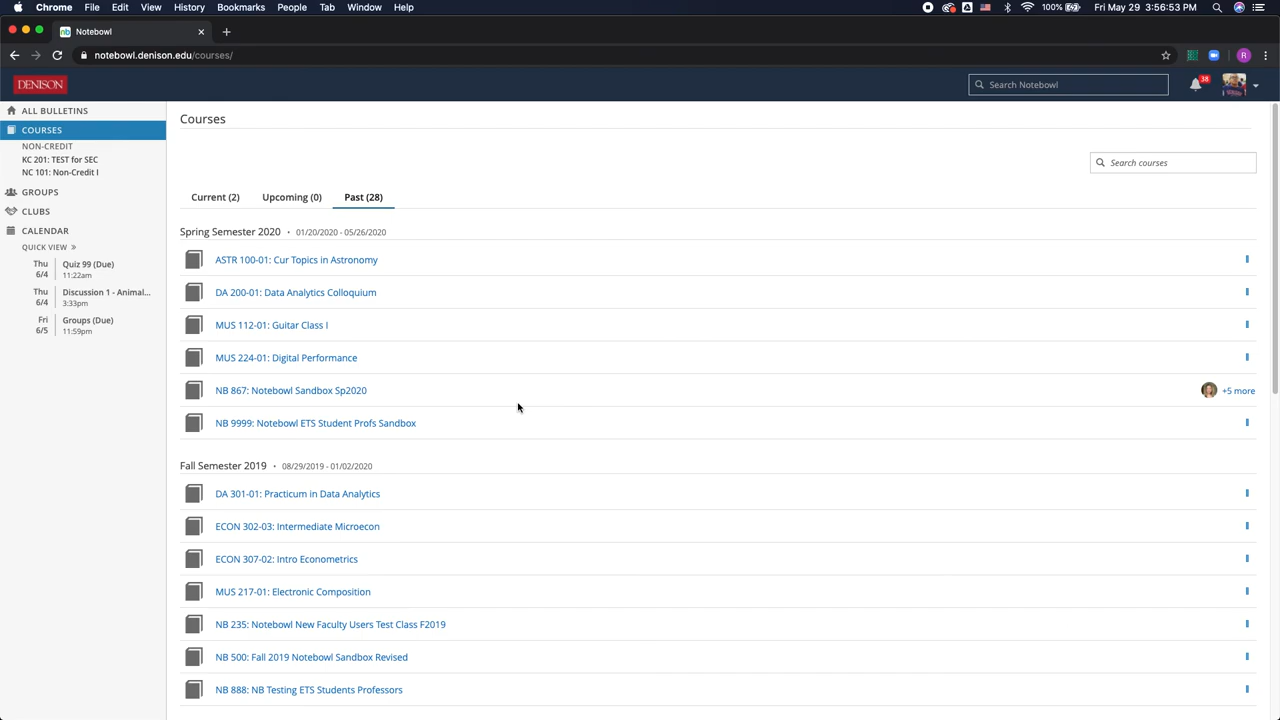 Chrome File Edit View History Bookmarks People Tab Window Help 100% Fri May 29 3:56:53 PM
nb Notebowl
notebowl.denison.edu/courses/ R
DENISON Search Notebowl 38
ALL BULLETINS
COURSES
NON-CREDIT
KC 201: TEST for SEC
NC 101: Non-Credit I
GROUPS
CLUBS
CALENDAR
QUICK VIEW »
Thu 6/4 Quiz 99 (Due)
11:22am
Thu 6/4 Discussion 1 - Animal...
3:33pm
Fri 6/5 Groups (Due)
11:59pm
Courses
Search courses
Current (2) Upcoming (0) Past (28)
Spring Semester 2020 • 01/20/2020 - 05/26/2020
ASTR 100-01: Cur Topics in Astronomy
DA 200-01: Data Analytics Colloquium
MUS 112-01: Guitar Class I
MUS 224-01: Digital Performance
NB 867: Notebowl Sandbox Sp2020 +5 more
NB 9999: Notebowl ETS Student Profs Sandbox
Fall Semester 2019 • 08/29/2019 - 01/02/2020
DA 301-01: Practicum in Data Analytics
ECON 302-03: Intermediate Microecon
ECON 307-02: Intro Econometrics
MUS 217-01: Electronic Composition
NB 235: Notebowl New Faculty Users Test Class F2019
NB 500: Fall 2019 Notebowl Sandbox Revised
NB 888: NB Testing ETS Students Professors